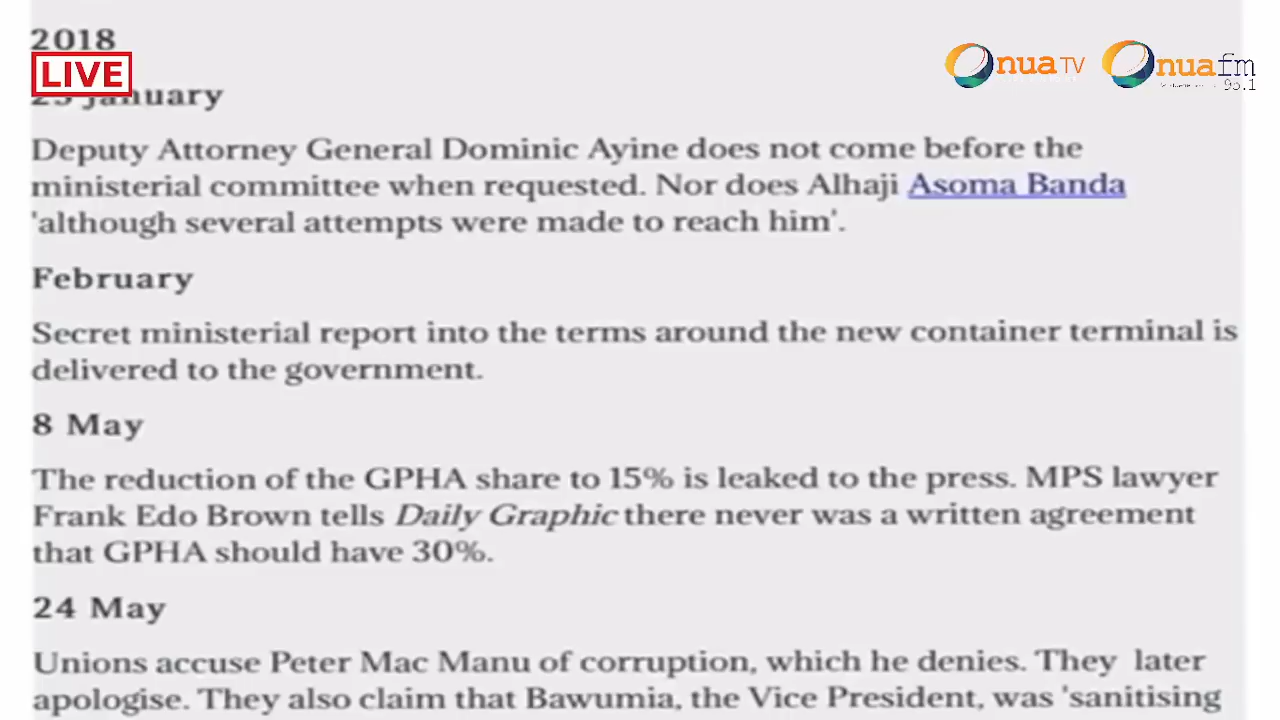 2018
LIVE
January
Onua TV
Onua fm
95.1
Deputy Attorney General Dominic Ayine does not come before the
ministerial committee when requested. Nor does Alhaji Asoma Banda
'although several attempts were made to reach him'.
February
Secret ministerial report into the terms around the new container terminal is
delivered to the government.
8 May
The reduction of the GPHA share to 15% is leaked to the press. MPS lawyer
Frank Edo Brown tells Daily Graphic there never was a written agreement
that GPHA should have 30%.
24 May
Unions accuse Peter Mac Manu of corruption, which he denies. They later
apologise. They also claim that Bawumia, the Vice President, was 'sanitising